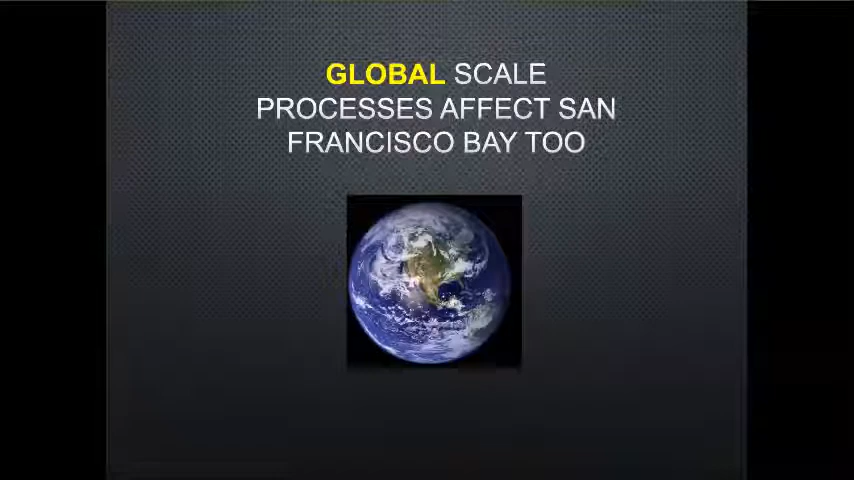 GLOBAL SCALE
PROCESSES AFFECT SAN
FRANCISCO BAY TOO